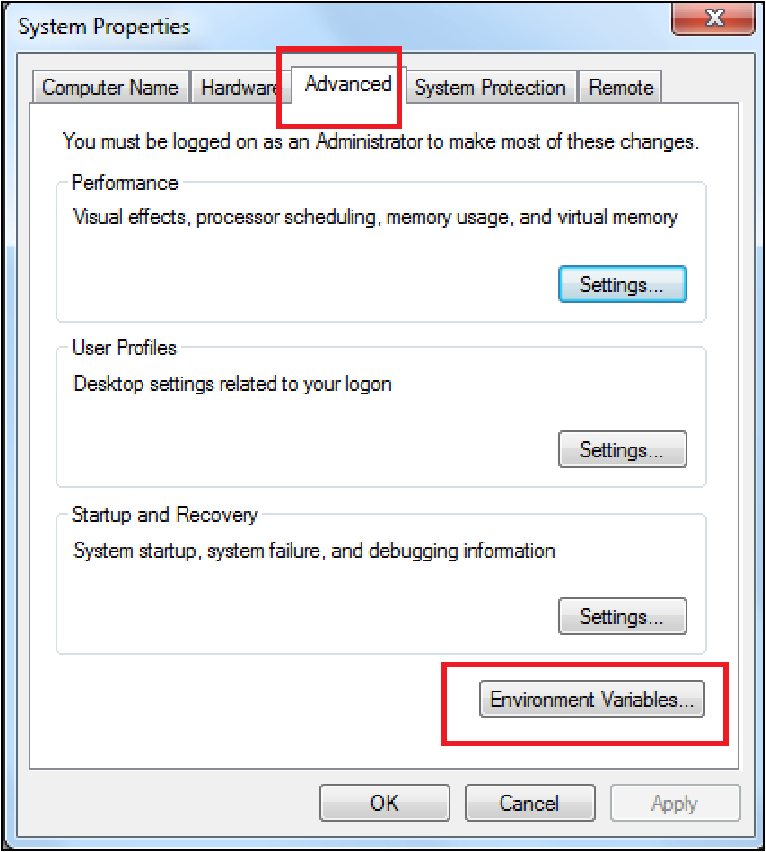 System Properties
Computer Name Hardware Advanced System Protection Remote
You must be logged on as an Administrator to make most of these changes.
Performance
Visual effects, processor scheduling, memory usage, and virtual memory
Settings...
User Profiles
Desktop settings related to your logon
Settings...
Startup and Recovery
System startup, system failure, and debugging information
Settings...
Environment Variables...
OK Cancel Apply